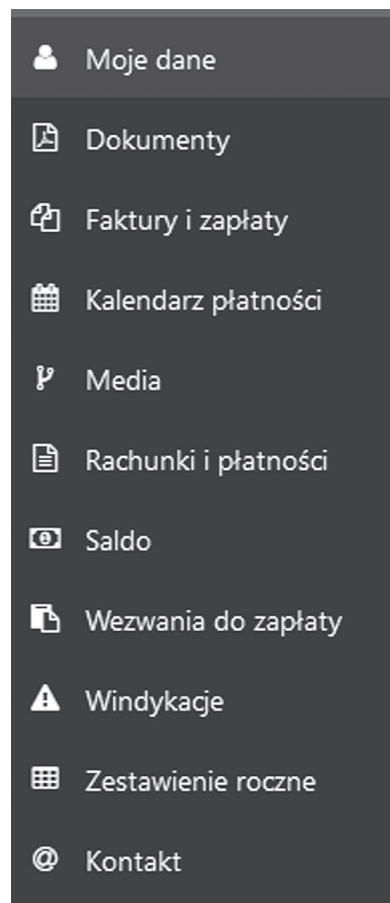 Moje dane
Dokumenty
Faktury i zapłaty
Kalendarz płatności
Media
Rachunki i płatności
Saldo
Wezwania do zapłaty
Windykacje
Zestawienie roczne
@ Kontakt